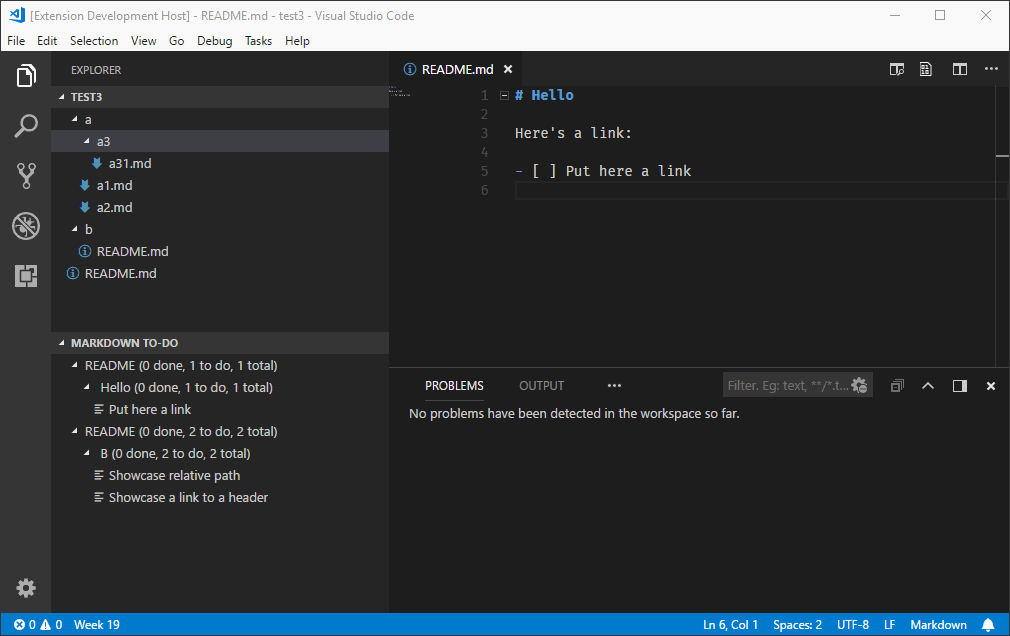 [Extension Development Host] - README.md - test3 - Visual Studio Code
File Edit Selection View Go Debug Tasks Help
EXPLORER
TEST3
a
a3
a31.md
a1.md
a2.md
b
README.md
README.md
MARKDOWN TO-DO
README (0 done, 1 to do, 1 total)
Hello (0 done, 1 to do, 1 total)
Put here a link
README (0 done, 2 to do, 2 total)
B (0 done, 2 to do, 2 total)
Showcase relative path
Showcase a link to a header
README.md
1 # Hello
2
3 Here's a link:
4
5 - [ ] Put here a link
6
PROBLEMS OUTPUT ••• Filter. Eg: text, **/*.t...
No problems have been detected in the workspace so far.
0 0 Week 19 Ln 6, Col 1 Spaces: 2 UTF-8 LF Markdown